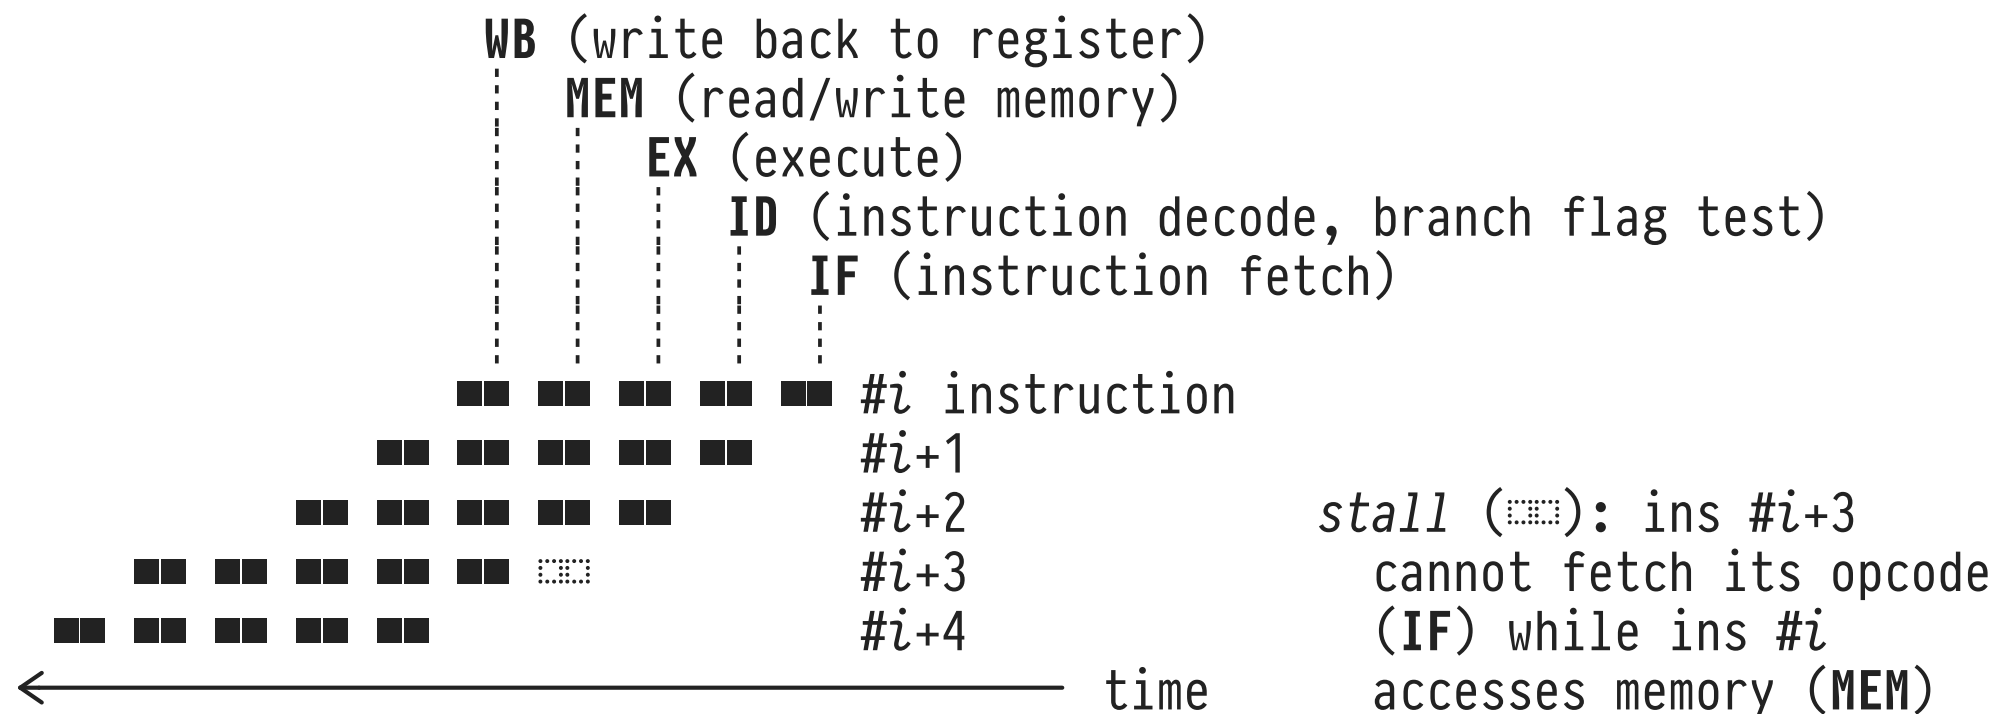 WB (write back to register)
MEM (read/write memory)
EX (execute)
ID (instruction decode, branch flag test)
IF (instruction fetch)
#i instruction
#i+1
#i+2
#i+3
#i+4
time
stall ( ): ins #i+3
cannot fetch its opcode
(IF) while ins #i
accesses memory (MEM)